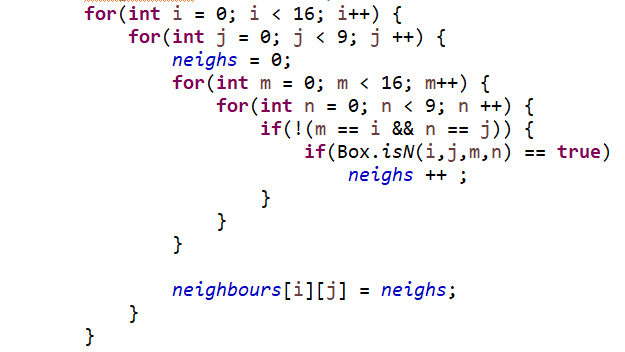 for(int i = 0; i < 16; i++) {
    for(int j = 0; j < 9; j ++) {
        neighs = 0;
        for(int m = 0; m < 16; m++) {
            for(int n = 0; n < 9; n ++) {
                if(!(m == i && n == j)) {
                    if(Box.isN(i,j,m,n) == true)
                        neighs ++ ;
                }
            }
        }

        neighbours[i][j] = neighs;
    }
}